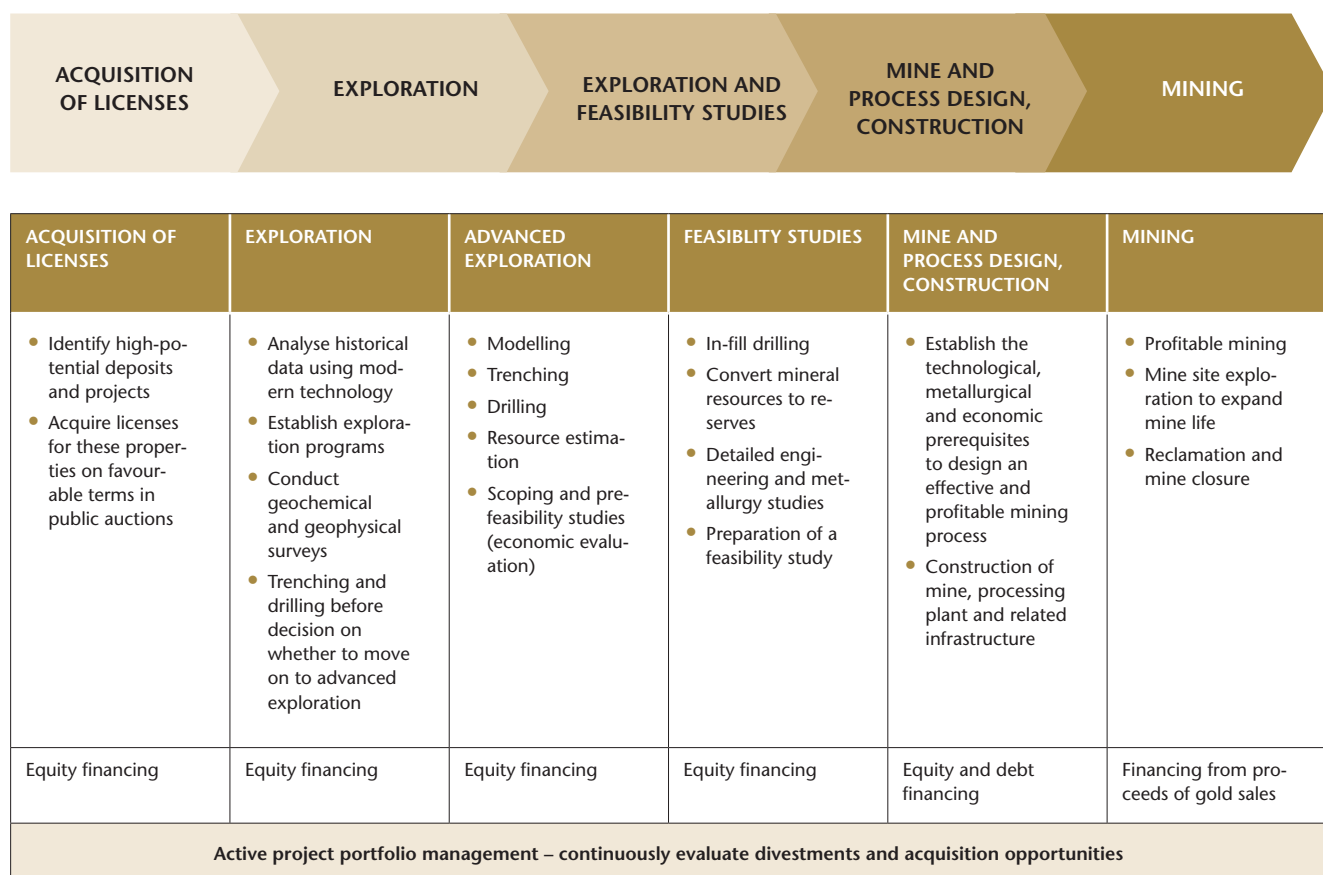 ACQUISITION
OF LICENSES
EXPLORATION
EXPLORATION AND
FEASIBILITY STUDIES
MINE AND
PROCESS DESIGN,
CONSTRUCTION
MINING
ACQUISITION OF
LICENSES
EXPLORATION
ADVANCED
EXPLORATION
FEASIBLITY STUDIES
MINE AND
PROCESS DESIGN,
CONSTRUCTION
MINING
• Identify high-po-
tential deposits
and projects
• Acquire licenses
for these proper-
ties on favour-
able terms in
public auctions
• Analyse historical
data using mod-
ern technology
• Establish explora-
tion programs
• Conduct
geochemical
and geophysical
surveys
• Trenching and
drilling before
decision on
whether to move
on to advanced
exploration
• Modelling
• Trenching
• Drilling
• Resource estima-
tion
• Scoping and pre-
feasibility studies
(economic evalu-
ation)
• In-fill drilling
• Convert mineral
resources to re-
serves
• Detailed engi-
neering and met-
allurgy studies
• Preparation of a
feasibility study
• Establish the
technological,
metallurgical
and economic
prerequisites
to design an
effective and
profitable mining
process
• Construction of
mine, processing
plant and related
infrastructure
• Profitable mining
• Mine site explo-
ration to expand
mine life
• Reclamation and
mine closure
Equity financing
Equity financing
Equity financing
Equity financing
Equity and debt
financing
Financing from pro-
ceeds of gold sales
Active project portfolio management – continuously evaluate divestments and acquisition opportunities